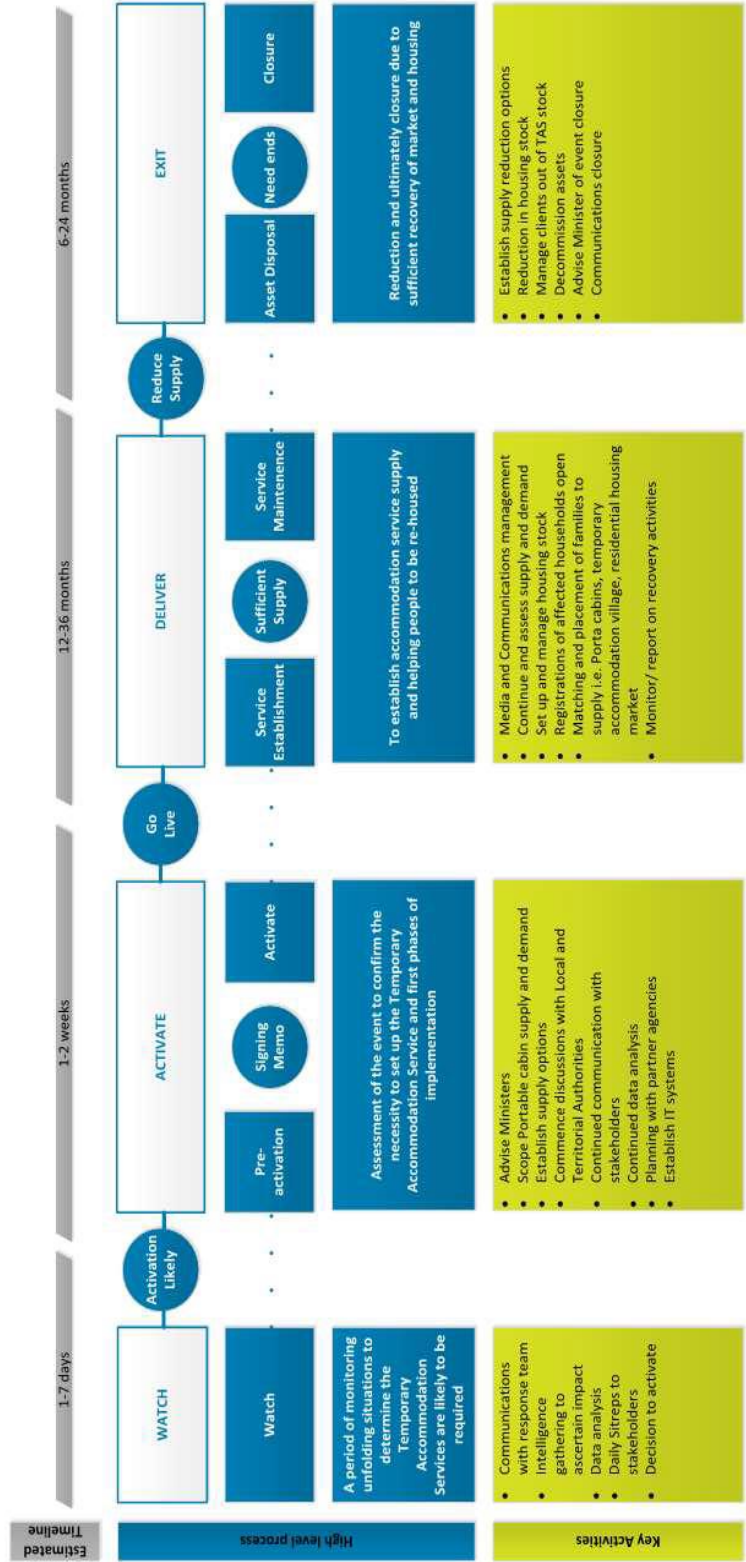 Estimated
Timeline
1-7 days
1-2 weeks
12-36 months
6-24 months
High level process
WATCH
Activation
Likely
ACTIVATE
Go
Live
DELIVER
Reduce
Supply
EXIT
Watch
Pre-
activation
Signing
Memo
Activate
Service
Establishment
Sufficient
Supply
Service
Maintenence
Asset Disposal
Need ends
Closure
A period of monitoring
unfolding situations to
determine the
Temporary
Accommodation
Services are likely to be
required
Assessment of the event to confirm the
necessity to set up the Temporary
Accommodation Service and first phases of
implementation
To establish accommodation service supply
and helping people to be re-housed
Reduction and ultimately closure due to
sufficient recovery of market and housing
Key Activities
• Communications
with response team
• Intelligence
gathering to
ascertain impact
• Data analysis
• Daily Sitreps to
stakeholders
• Decision to activate
• Advise Ministers
• Scope Portable cabin supply and demand
• Establish supply options
• Commence discussions with Local and
Territorial Authorities
• Continued communication with
stakeholders
• Continued data analysis
• Planning with partner agencies
• Establish IT systems
• Media and Communications management
• Continue and assess supply and demand
• Set up and manage housing stock
• Registrations of affected households open
• Matching and placement of families to
supply i.e. Porta cabins, temporary
accommodation village, residential housing
market
• Monitor/ report on recovery activities
• Establish supply reduction options
• Reduction in housing stock
• Manage clients out of TAS stock
• Decommission assets
• Advise Minister of event closure
• Communications closure